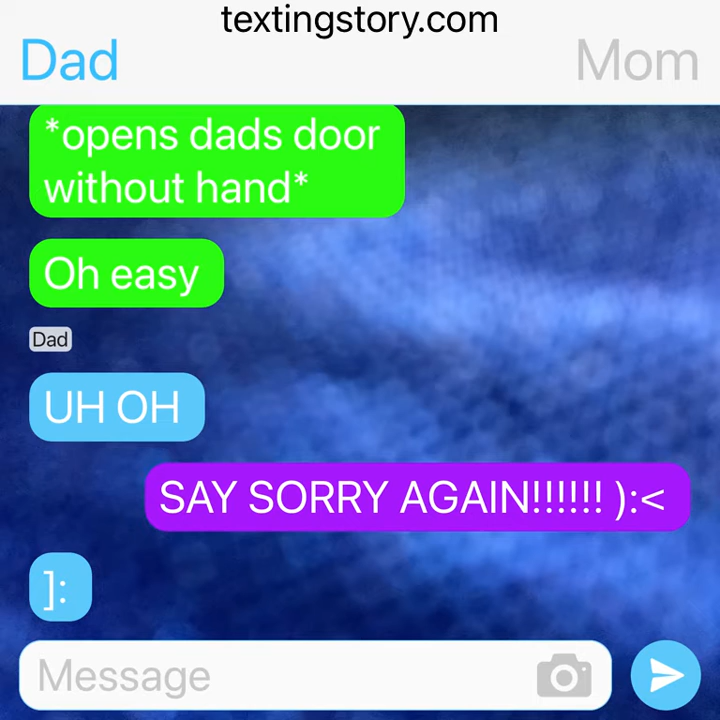 textingstory.com
Dad
Mom
*opens dads door
without hand*
Oh easy
Dad
UH OH
SAY SORRY AGAIN!!!!!! ):<
]:
Message